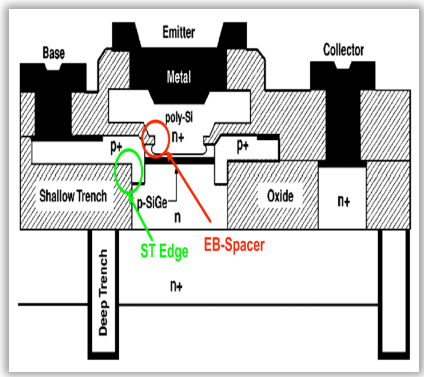 Emitter
Base
Collector
Metal
poly-Si
n+
p+
p+
Shallow Trench
Oxide
n+
p-SiGe
n
EB-Spacer
ST Edge
Deep Trench
n+